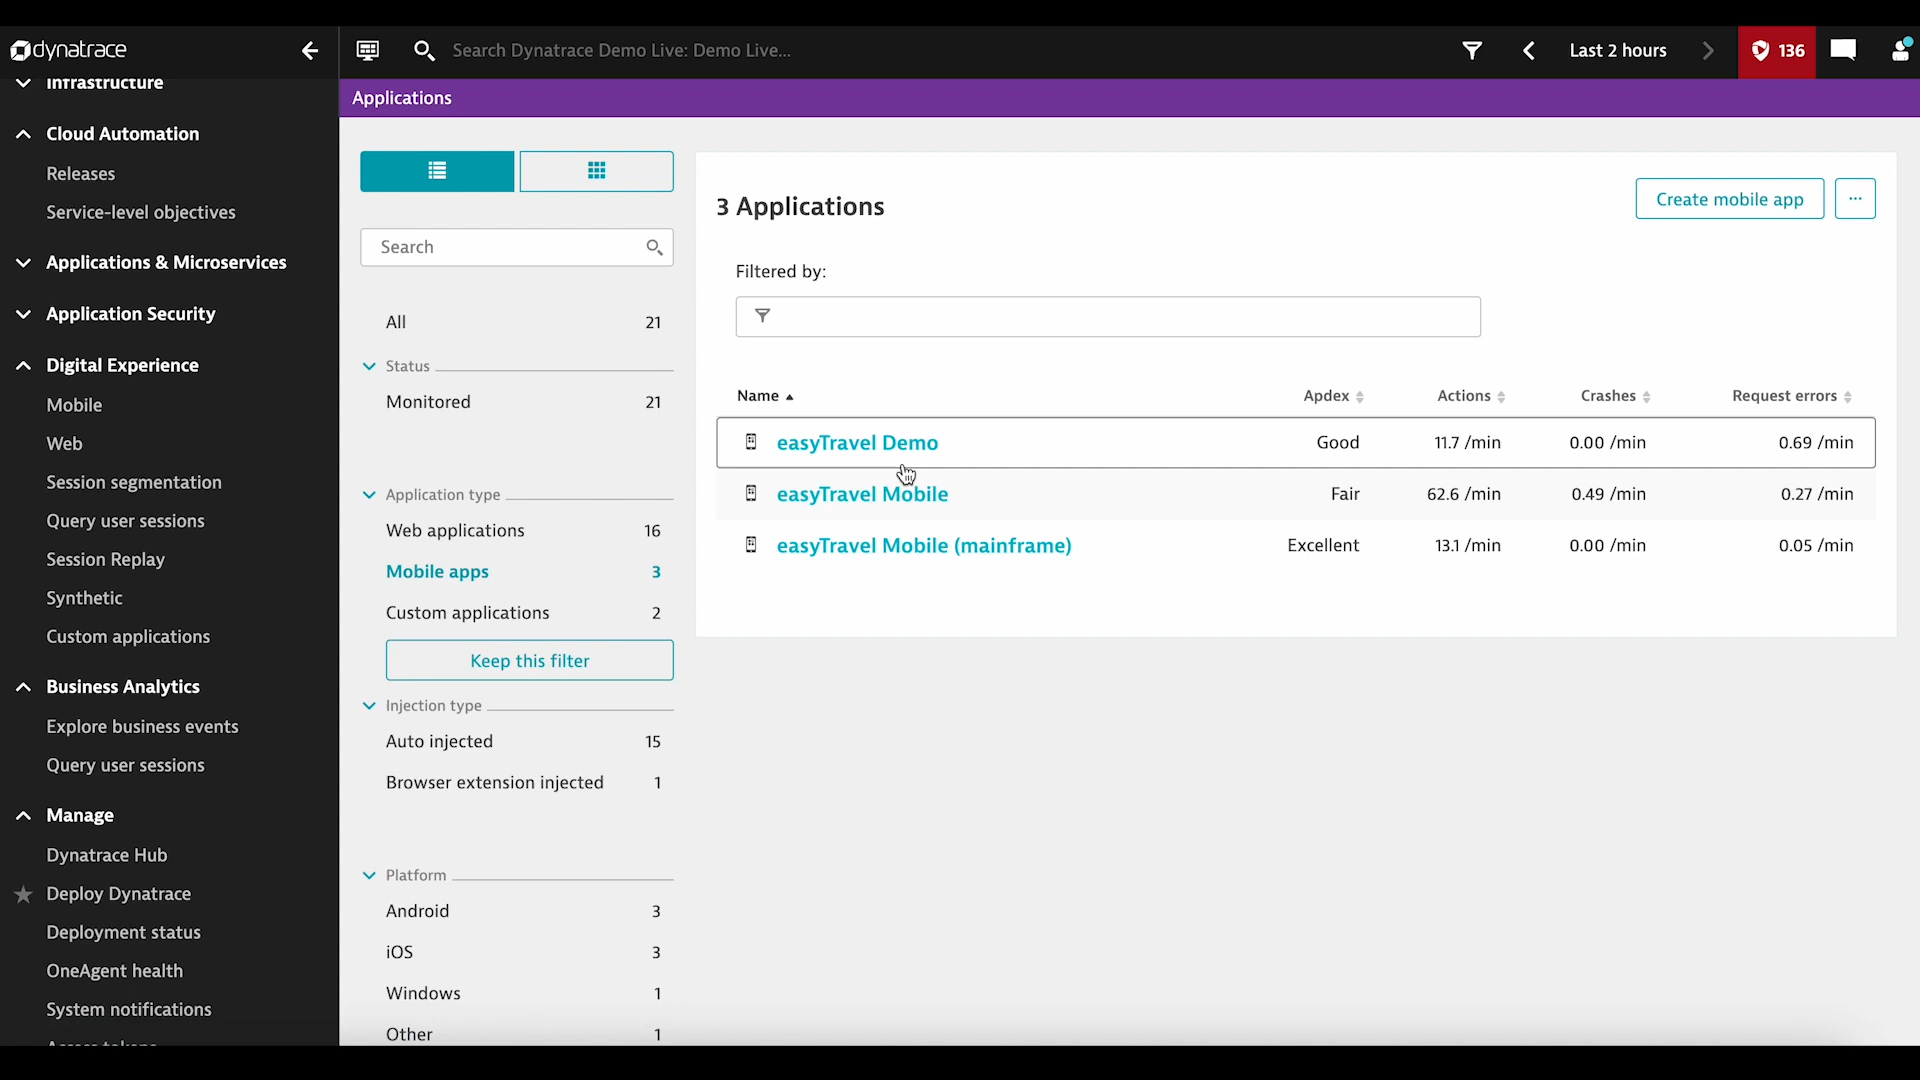 dynatrace
Search Dynatrace Demo Live: Demo Live...
Last 2 hours
136
Infrastructure
Cloud Automation
Releases
Service-level objectives
Applications & Microservices
Application Security
Digital Experience
Mobile
Web
Session segmentation
Query user sessions
Session Replay
Synthetic
Custom applications
Business Analytics
Explore business events
Query user sessions
Manage
Dynatrace Hub
Deploy Dynatrace
Deployment status
OneAgent health
System notifications
Applications
Search
All 21
Status
Monitored 21
Application type
Web applications 16
Mobile apps 3
Custom applications 2
Keep this filter
Injection type
Auto injected 15
Browser extension injected 1
Platform
Android 3
iOS 3
Windows 1
Other 1
3 Applications
Create mobile app
...
Filtered by:
Name Apdex Actions Crashes Request errors
easyTravel Demo Good 11.7 /min 0.00 /min 0.69 /min
easyTravel Mobile Fair 62.6 /min 0.49 /min 0.27 /min
easyTravel Mobile (mainframe) Excellent 13.1 /min 0.00 /min 0.05 /min